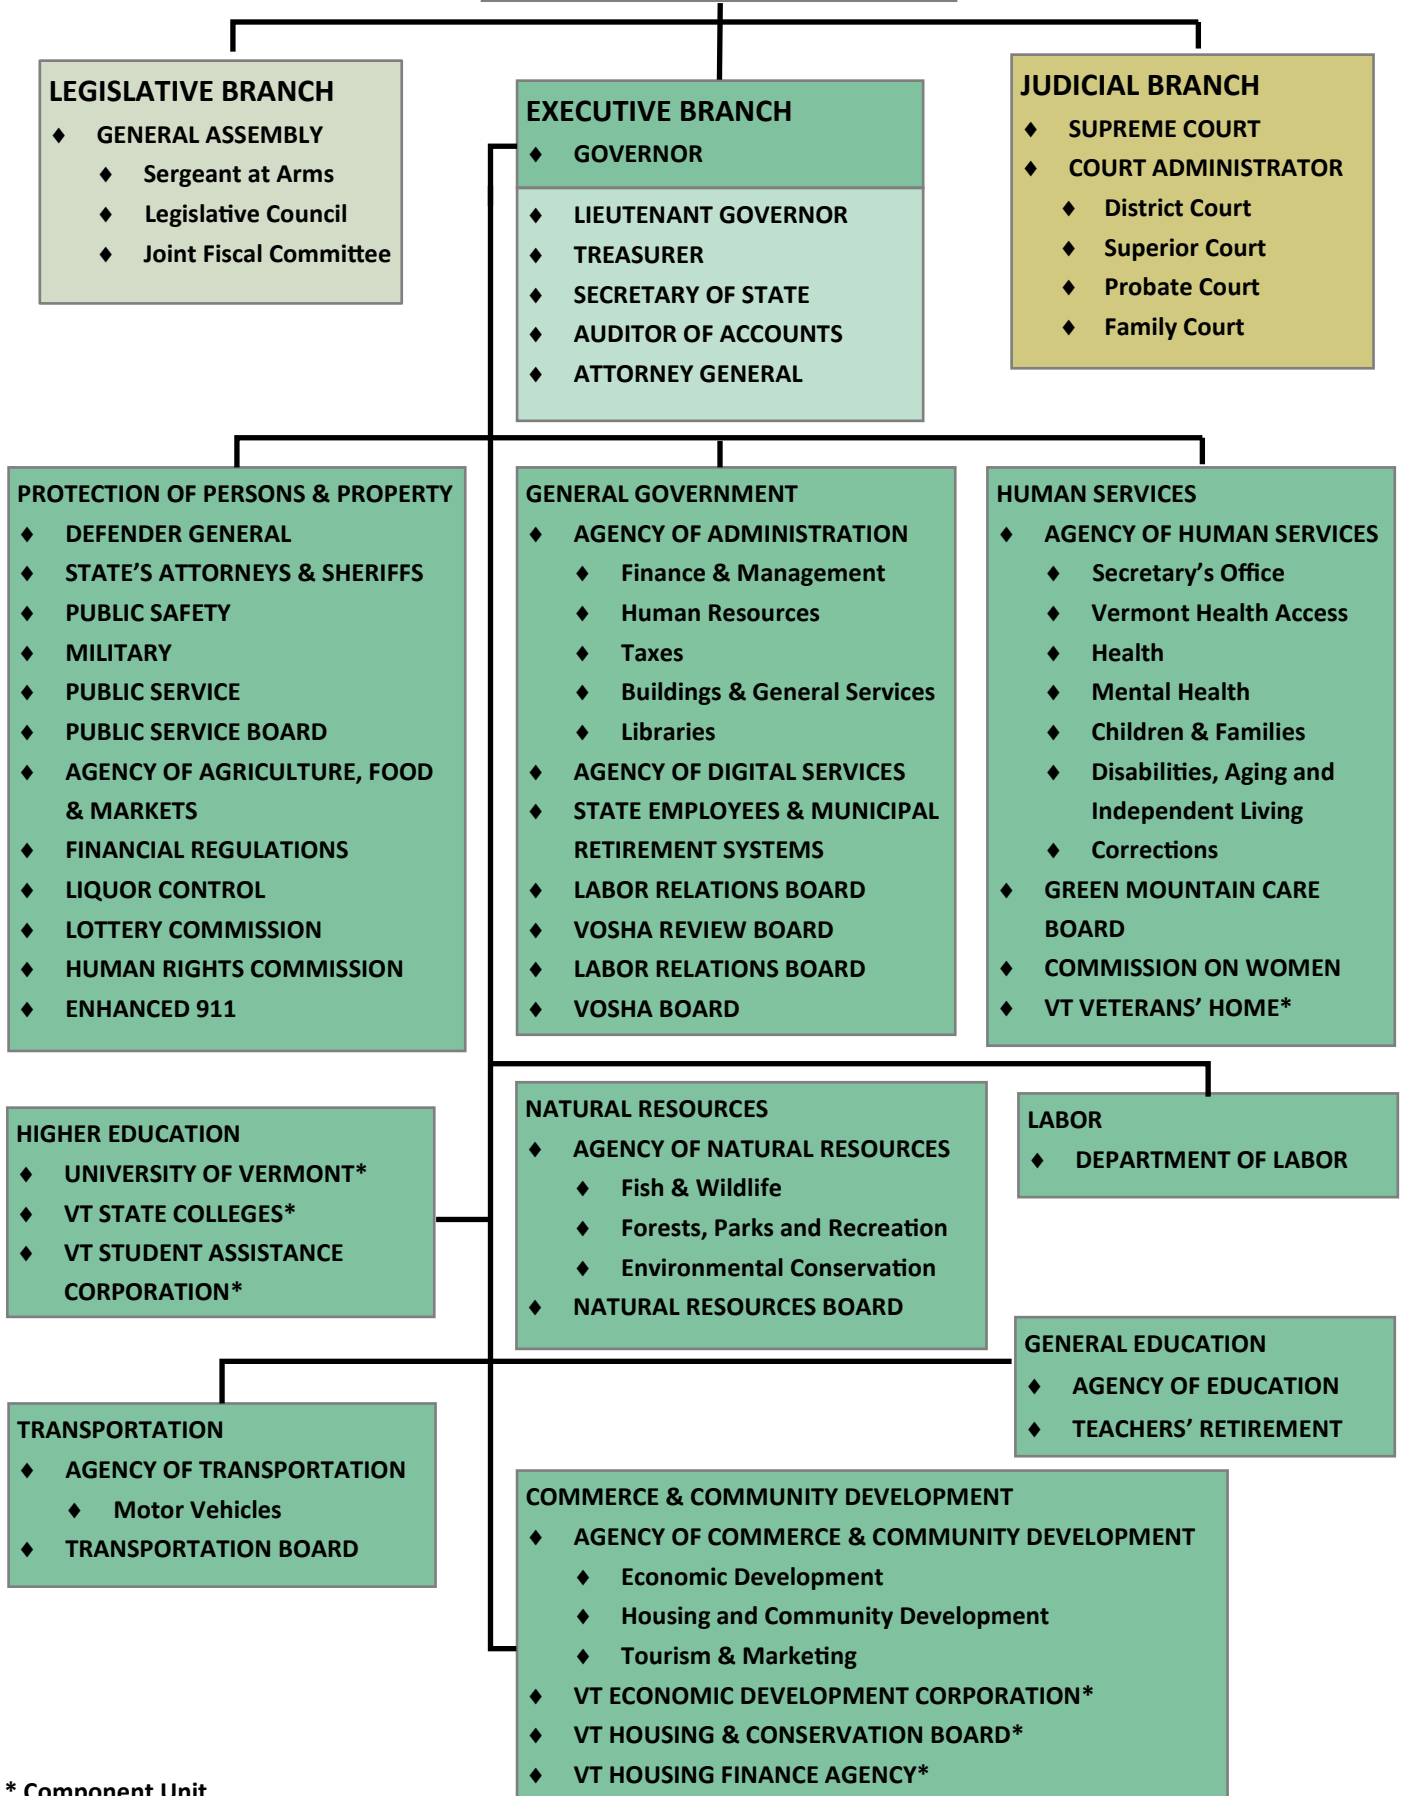 LEGISLATIVE BRANCH
♦ GENERAL ASSEMBLY
♦ Sergeant at Arms
♦ Legislative Council
♦ Joint Fiscal Committee
EXECUTIVE BRANCH
♦ GOVERNOR
♦ LIEUTENANT GOVERNOR
♦ TREASURER
♦ SECRETARY OF STATE
♦ AUDITOR OF ACCOUNTS
♦ ATTORNEY GENERAL
JUDICIAL BRANCH
♦ SUPREME COURT
♦ COURT ADMINISTRATOR
♦ District Court
♦ Superior Court
♦ Probate Court
♦ Family Court
PROTECTION OF PERSONS & PROPERTY
♦ DEFENDER GENERAL
♦ STATE’S ATTORNEYS & SHERIFFS
♦ PUBLIC SAFETY
♦ MILITARY
♦ PUBLIC SERVICE
♦ PUBLIC SERVICE BOARD
♦ AGENCY OF AGRICULTURE, FOOD
& MARKETS
♦ FINANCIAL REGULATIONS
♦ LIQUOR CONTROL
♦ LOTTERY COMMISSION
♦ HUMAN RIGHTS COMMISSION
♦ ENHANCED 911
GENERAL GOVERNMENT
♦ AGENCY OF ADMINISTRATION
♦ Finance & Management
♦ Human Resources
♦ Taxes
♦ Buildings & General Services
♦ Libraries
♦ AGENCY OF DIGITAL SERVICES
♦ STATE EMPLOYEES & MUNICIPAL
RETIREMENT SYSTEMS
♦ LABOR RELATIONS BOARD
♦ VOSHA REVIEW BOARD
♦ LABOR RELATIONS BOARD
♦ VOSHA BOARD
HUMAN SERVICES
♦ AGENCY OF HUMAN SERVICES
♦ Secretary’s Office
♦ Vermont Health Access
♦ Health
♦ Mental Health
♦ Children & Families
♦ Disabilities, Aging and
Independent Living
♦ Corrections
♦ GREEN MOUNTAIN CARE
BOARD
♦ COMMISSION ON WOMEN
♦ VT VETERANS’ HOME*
HIGHER EDUCATION
♦ UNIVERSITY OF VERMONT*
♦ VT STATE COLLEGES*
♦ VT STUDENT ASSISTANCE
CORPORATION*
NATURAL RESOURCES
♦ AGENCY OF NATURAL RESOURCES
♦ Fish & Wildlife
♦ Forests, Parks and Recreation
♦ Environmental Conservation
♦ NATURAL RESOURCES BOARD
LABOR
♦ DEPARTMENT OF LABOR
GENERAL EDUCATION
♦ AGENCY OF EDUCATION
♦ TEACHERS’ RETIREMENT
TRANSPORTATION
♦ AGENCY OF TRANSPORTATION
♦ Motor Vehicles
♦ TRANSPORTATION BOARD
COMMERCE & COMMUNITY DEVELOPMENT
♦ AGENCY OF COMMERCE & COMMUNITY DEVELOPMENT
♦ Economic Development
♦ Housing and Community Development
♦ Tourism & Marketing
♦ VT ECONOMIC DEVELOPMENT CORPORATION*
♦ VT HOUSING & CONSERVATION BOARD*
♦ VT HOUSING FINANCE AGENCY*
* Component Unit